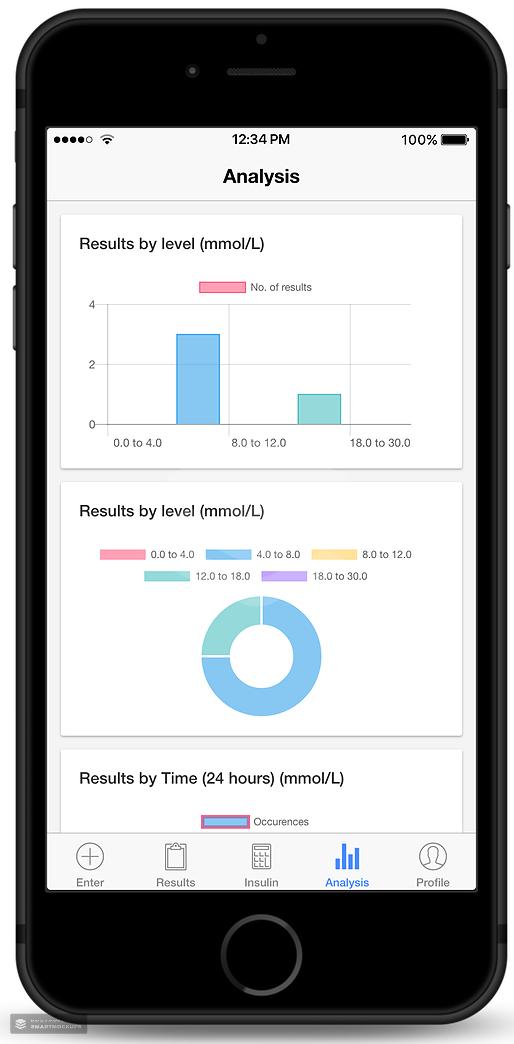 12:34 PM 100%
Analysis
Results by level (mmol/L)
No. of results
4
2
0
0.0 to 4.0 8.0 to 12.0 18.0 to 30.0
Results by level (mmol/L)
0.0 to 4.0 4.0 to 8.0 8.0 to 12.0
12.0 to 18.0 18.0 to 30.0
Results by Time (24 hours) (mmol/L)
Occurences
Enter Results Insulin Analysis Profile
SMARTMOCKUPS